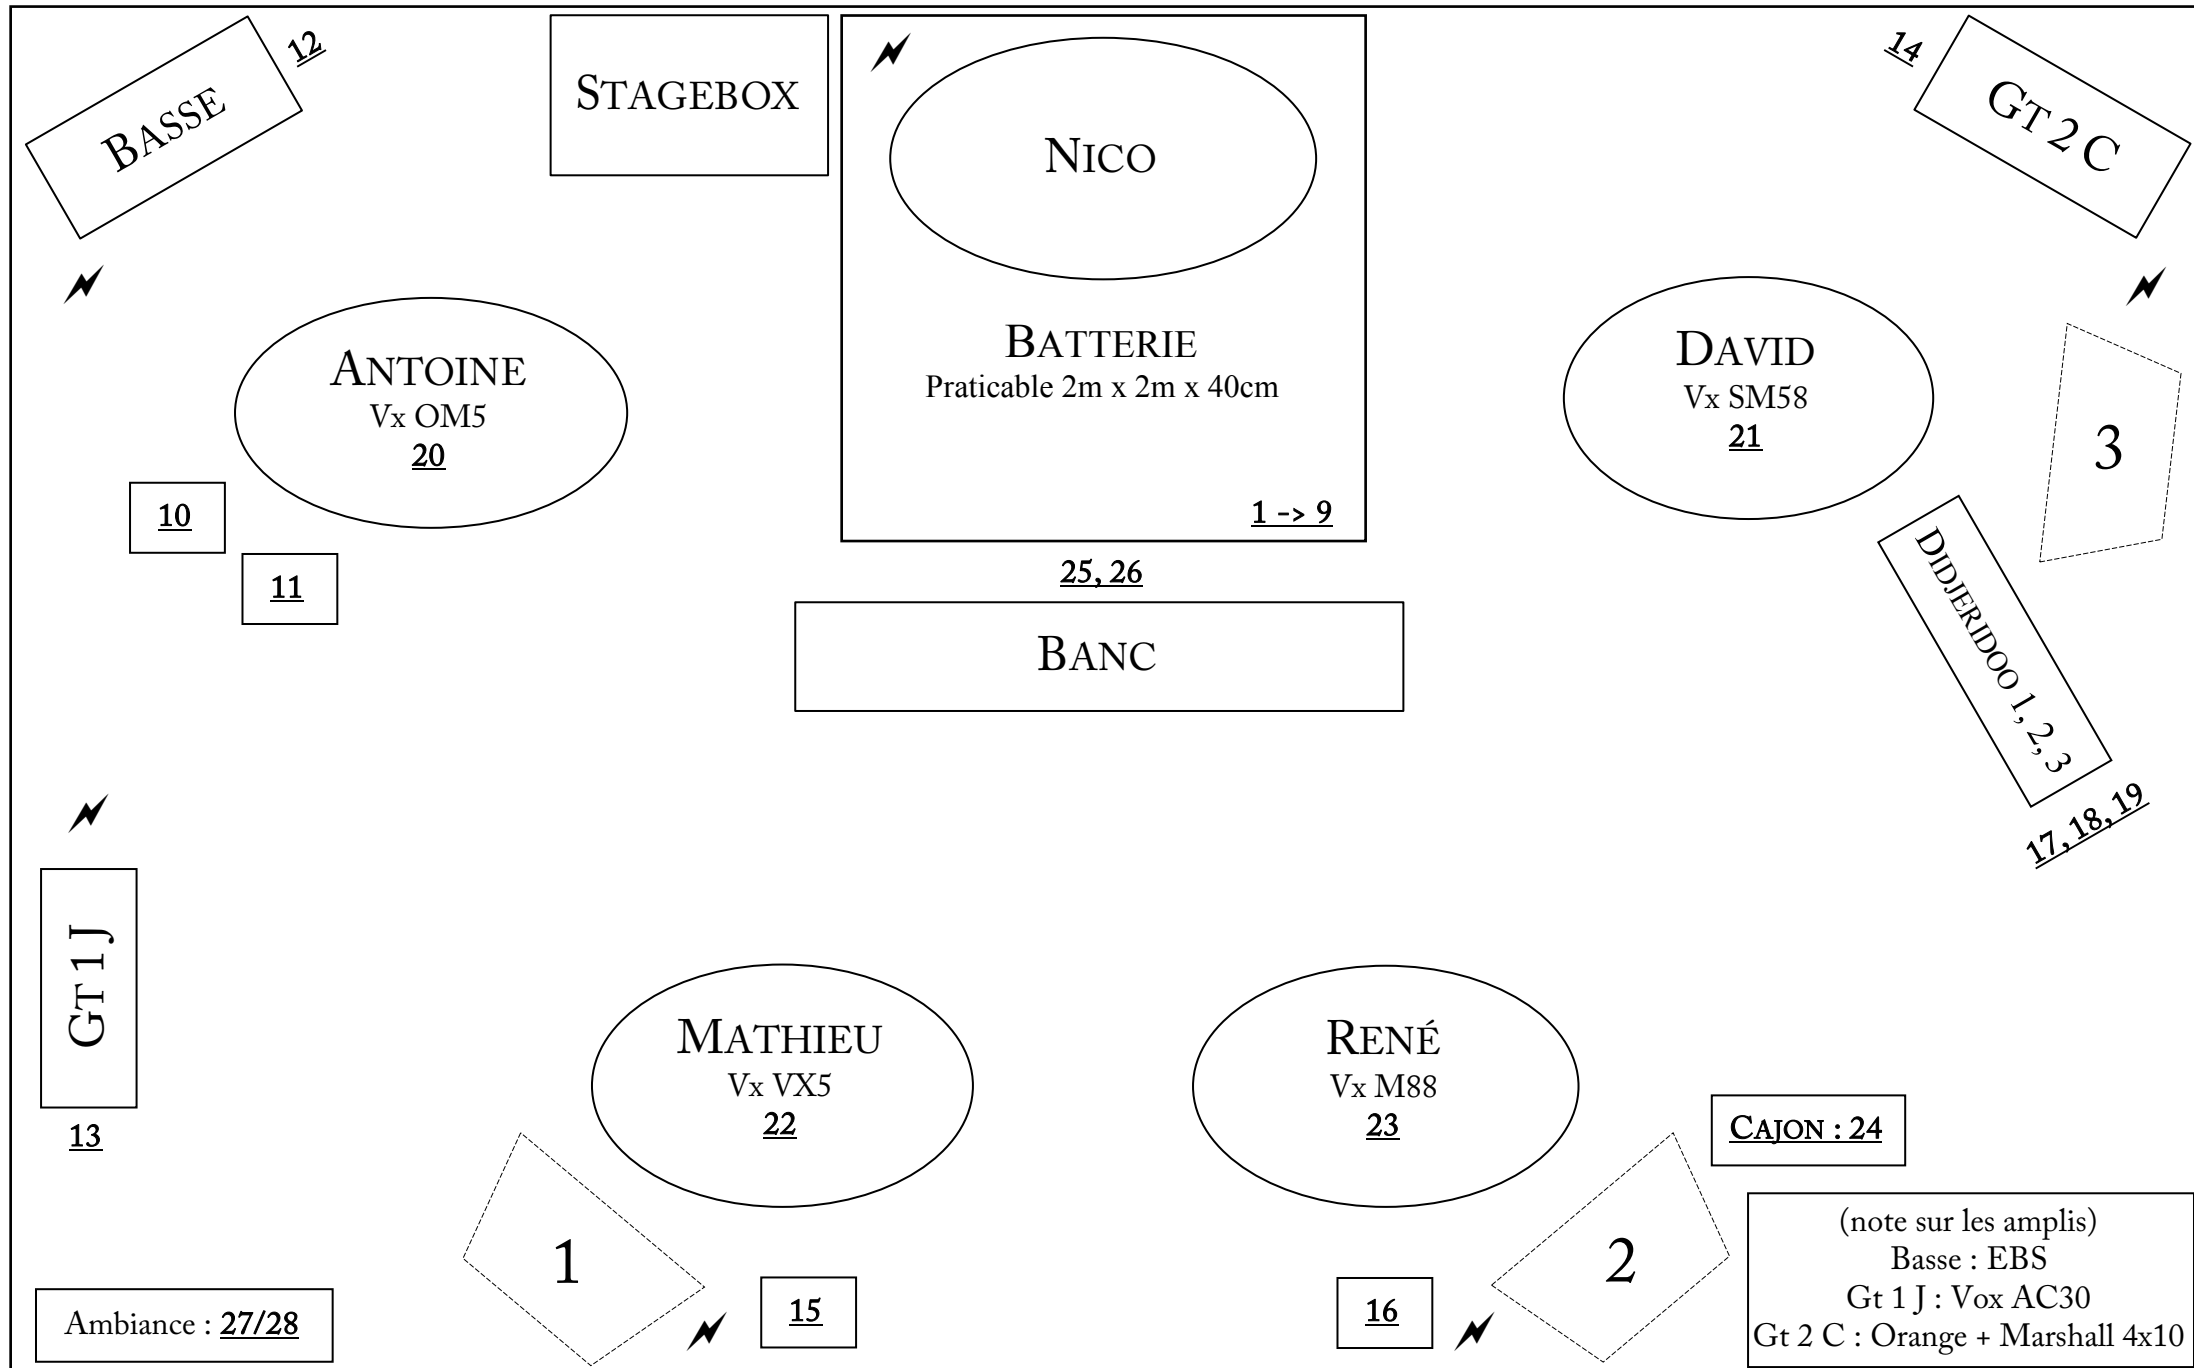 BASSE
12
STAGEBOX
NICO
14
GT 2 C
BATTERIE
Praticable 2m x 2m x 40cm
1 -> 9
ANTOINE
Vx OM5
20
DAVID
Vx SM58
21
3
10
11
25, 26
BANC
DIDJERIDOO 1, 2, 3
17, 18, 19
GT 1 J
13
MATHIEU
Vx VX5
22
RENÉ
Vx M88
23
CAJON : 24
1
2
15
16
Ambiance : 27/28
(note sur les amplis)
Basse : EBS
Gt 1 J : Vox AC30
Gt 2 C : Orange + Marshall 4x10